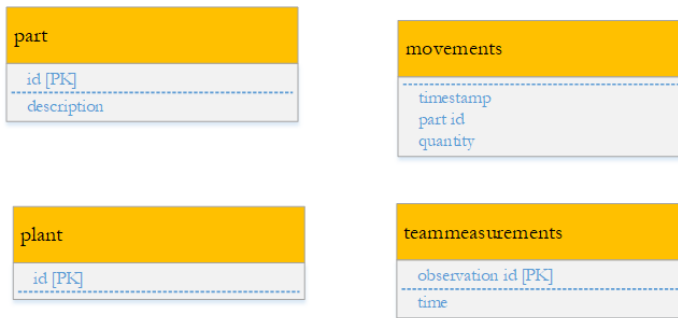 part
id [PK]
description
movements
timestamp
part id
quantity
plant
id [PK]
teammeasurements
observation id [PK]
time